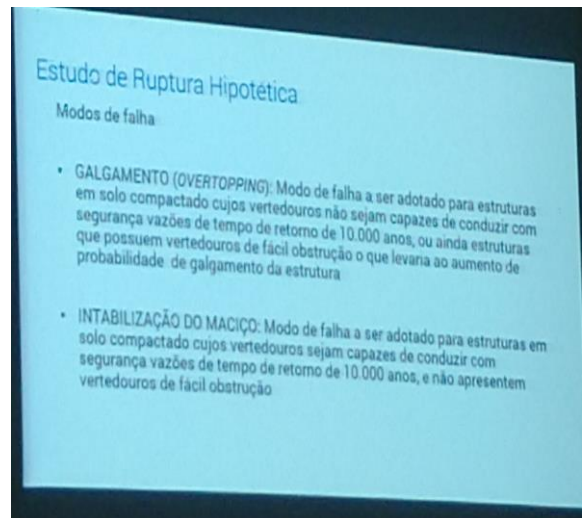 Estudo de Ruptura Hipotética
Modos de falha
• GALGAMENTO (OVERTOPPING): Modo de falha a ser adotado para estruturas
em solo compactado cujos vertedouros não sejam capazes de conduzir com
segurança vazões de tempo de retorno de 10.000 anos, ou ainda estruturas
que possuem vertedouros de fácil obstrução o que levaria ao aumento de
probabilidade de galgamento da estrutura
• INTABILIZAÇÃO DO MACIÇO: Modo de falha a ser adotado para estruturas em
solo compactado cujos vertedouros sejam capazes de conduzir com
segurança vazões de tempo de retorno de 10.000 anos, e não apresentem
vertedouros de fácil obstrução